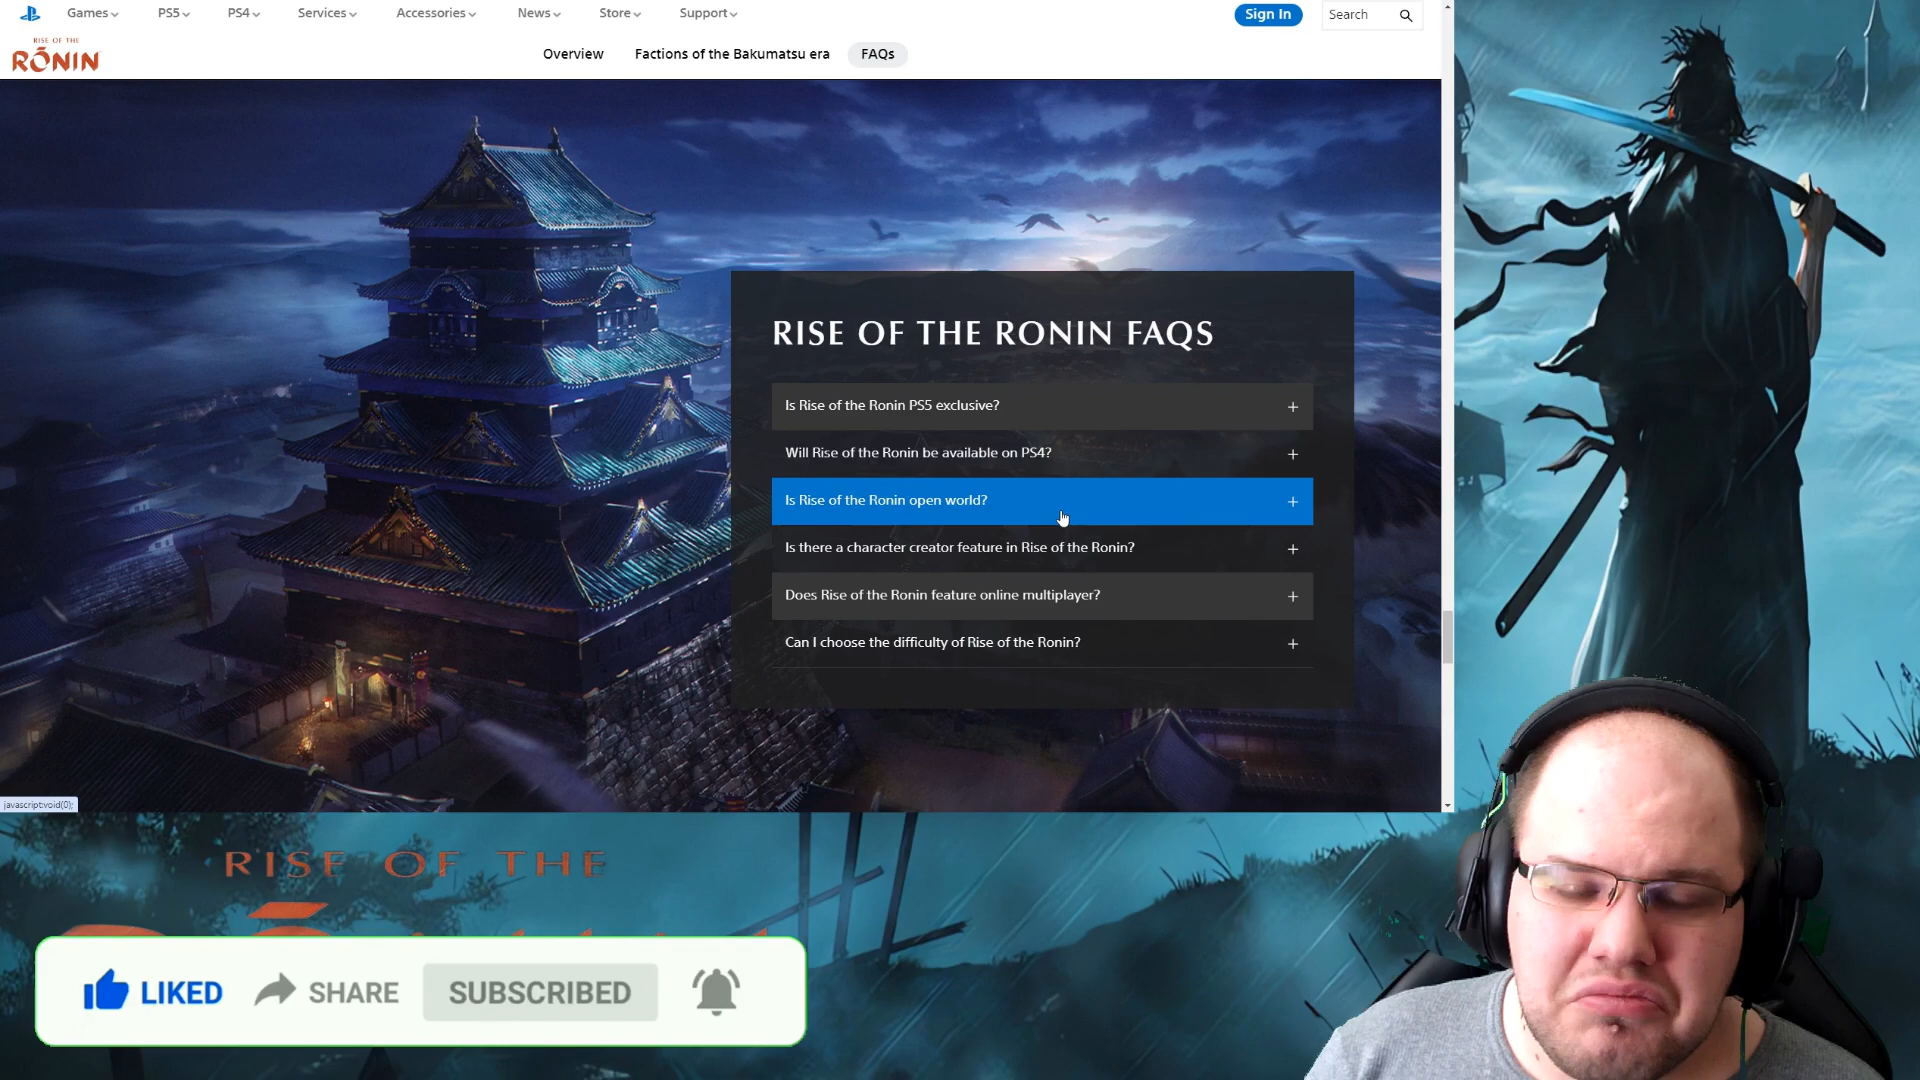 Games
PS5
PS4
Services
Accessories
News
Store
Support
Sign In
Search
RISE OF THE
RŌNIN
Overview
Factions of the Bakumatsu era
FAQs
RISE OF THE RONIN FAQS
Is Rise of the Ronin PS5 exclusive?
Will Rise of the Ronin be available on PS4?
Is Rise of the Ronin open world?
Is there a character creator feature in Rise of the Ronin?
Does Rise of the Ronin feature online multiplayer?
Can I choose the difficulty of Rise of the Ronin?
javascript:void(0);
RISE OF THE
LIKED
SHARE
SUBSCRIBED